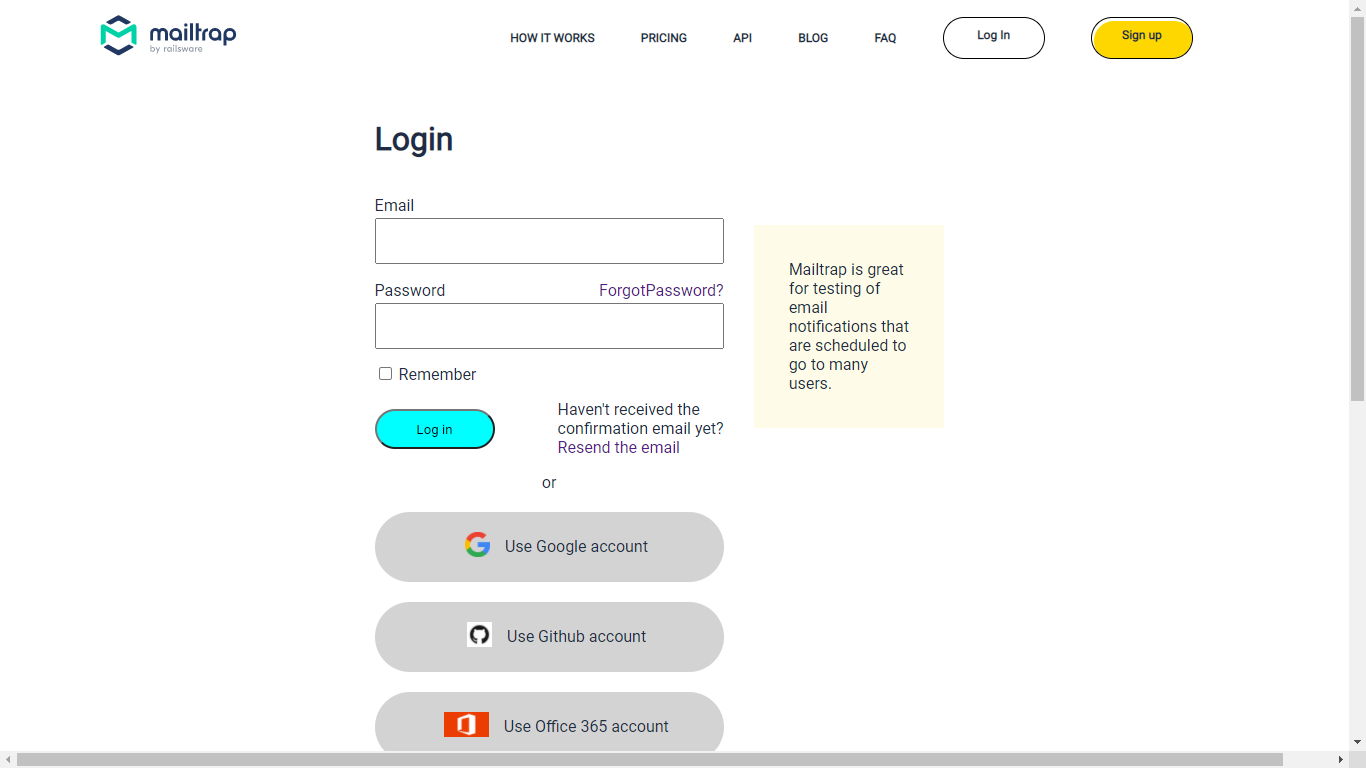 mailtrap
by railsware
HOW IT WORKS
PRICING
API
BLOG
FAQ
Log In
Sign up
Login
Email
Password
ForgotPassword?
Remember
Log in
Haven't received the
confirmation email yet?
Resend the email
or
Use Google account
Use Github account
Use Office 365 account
Mailtrap is great
for testing of
email
notifications that
are scheduled to
go to many
users.